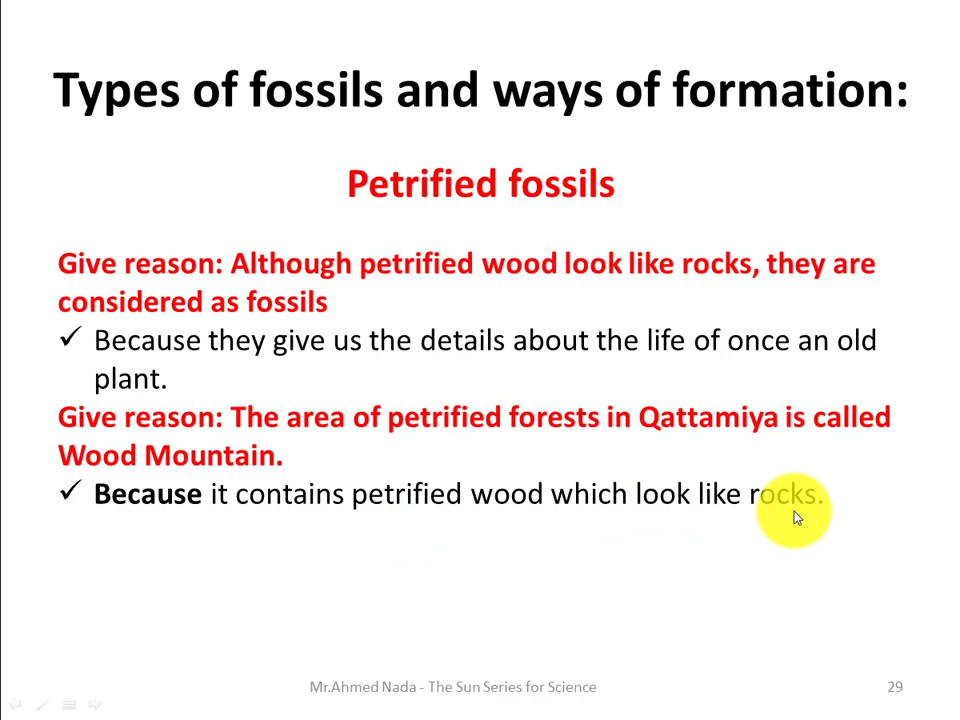 Types of fossils and ways of formation:
Petrified fossils
Give reason: Although petrified wood look like rocks, they are
considered as fossils
✓ Because they give us the details about the life of once an old
plant.
Give reason: The area of petrified forests in Qattamiya is called
Wood Mountain.
✓ Because it contains petrified wood which look like rocks.
Mr.Ahmed Nada - The Sun Series for Science
29